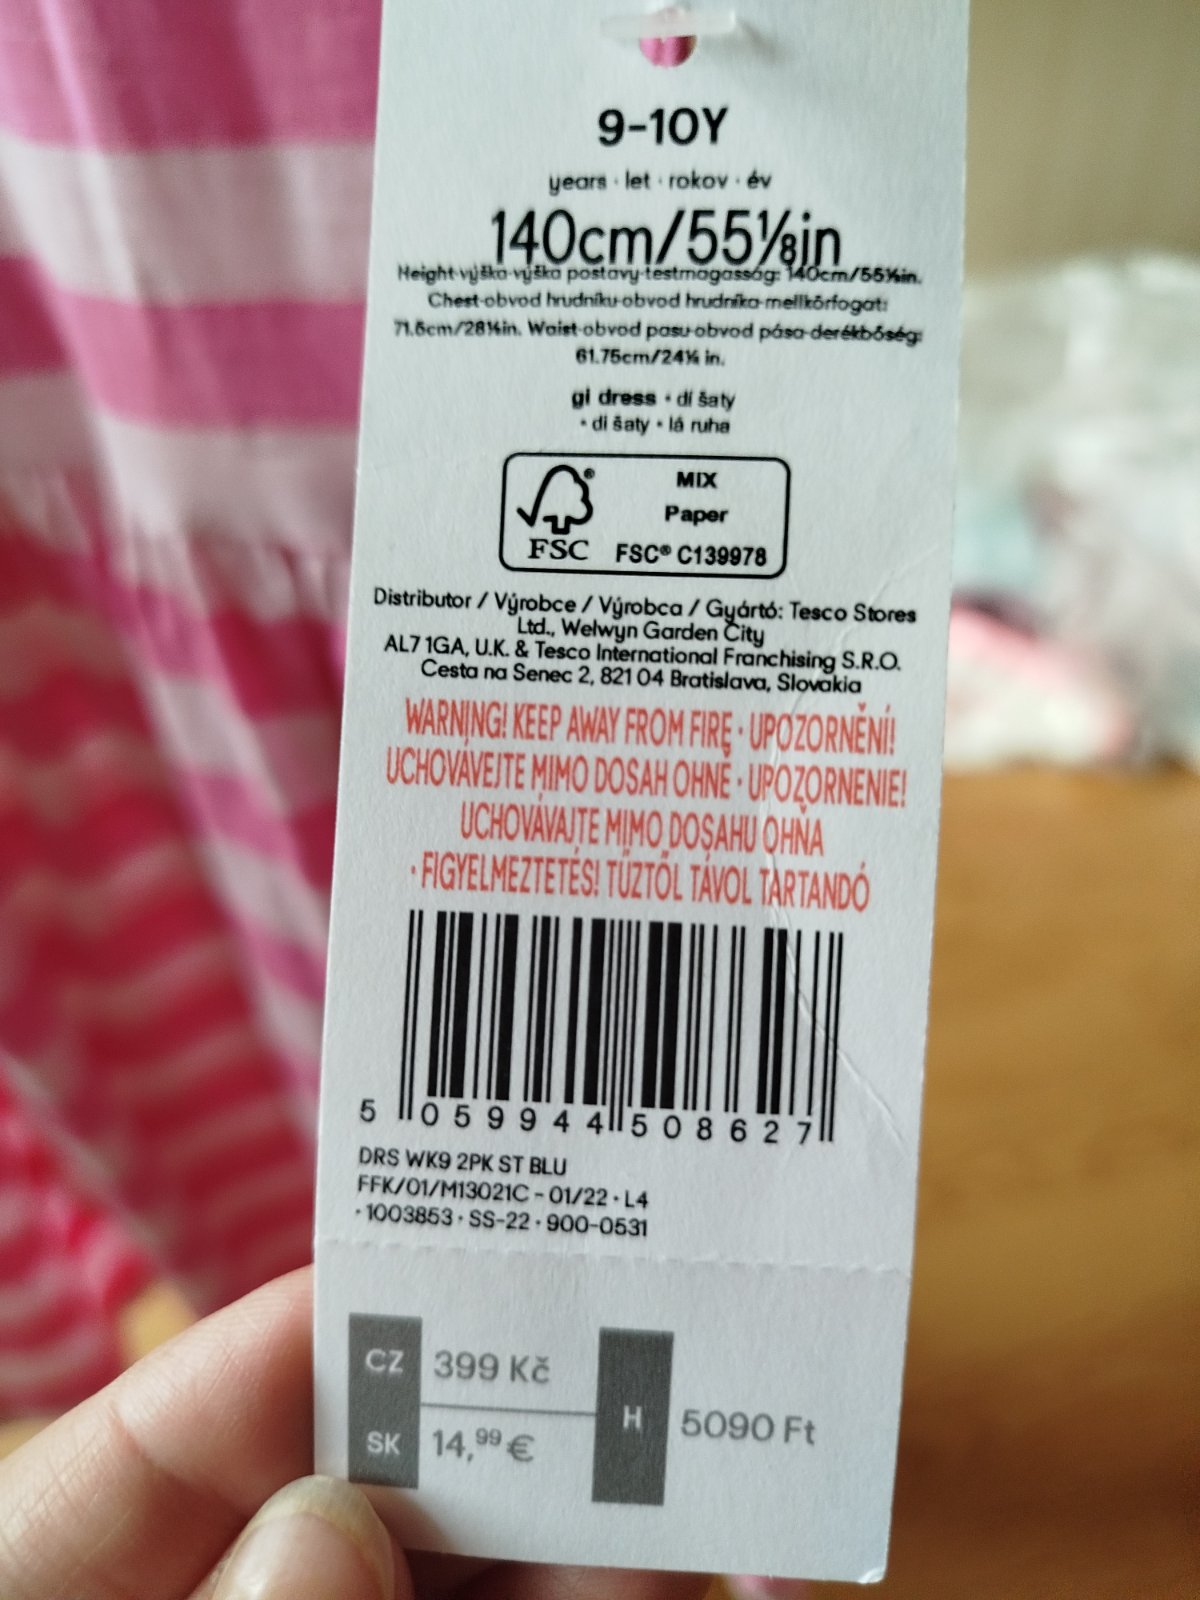 9-10Y
years · let · rokov · év
140cm/55⅛in
Height·výška·výška postavy·testmagasság: 140cm/55⅛in.
Chest·obvod hrudníku·obvod hrudníka·mellkörfogat:
71.5cm/28⅛in. Waist·obvod pasu·obvod pása·derékbőség:
61.75cm/24¼ in.
gl dress • dí šaty
• di šaty • lá ruha
MIX
Paper
FSC® C139978
FSC
Distributor / Výrobce / Výrobca / Gyártó: Tesco Stores
Ltd., Welwyn Garden City
AL7 1GA, U.K. & Tesco International Franchising S.R.O.
Cesta na Senec 2, 821 04 Bratislava, Slovakia
WARNING! KEEP AWAY FROM FIRE · UPOZORNĚNÍ!
UCHOVÁVEJTE MIMO DOSAH OHNĚ · UPOZORNENIE!
UCHOVÁVAJTE MIMO DOSAHU OHŇA
· FIGYELMEZTETÉS! TŰZTŐL TÁVOL TARTANDÓ
5 059944 508627
DRS WK9 2PK ST BLU
FFK/01/M13021C - 01/22 · L4
· 1003853 · SS-22 · 900-0531
CZ 399 Kč
H 5090 Ft
SK 14,99 €